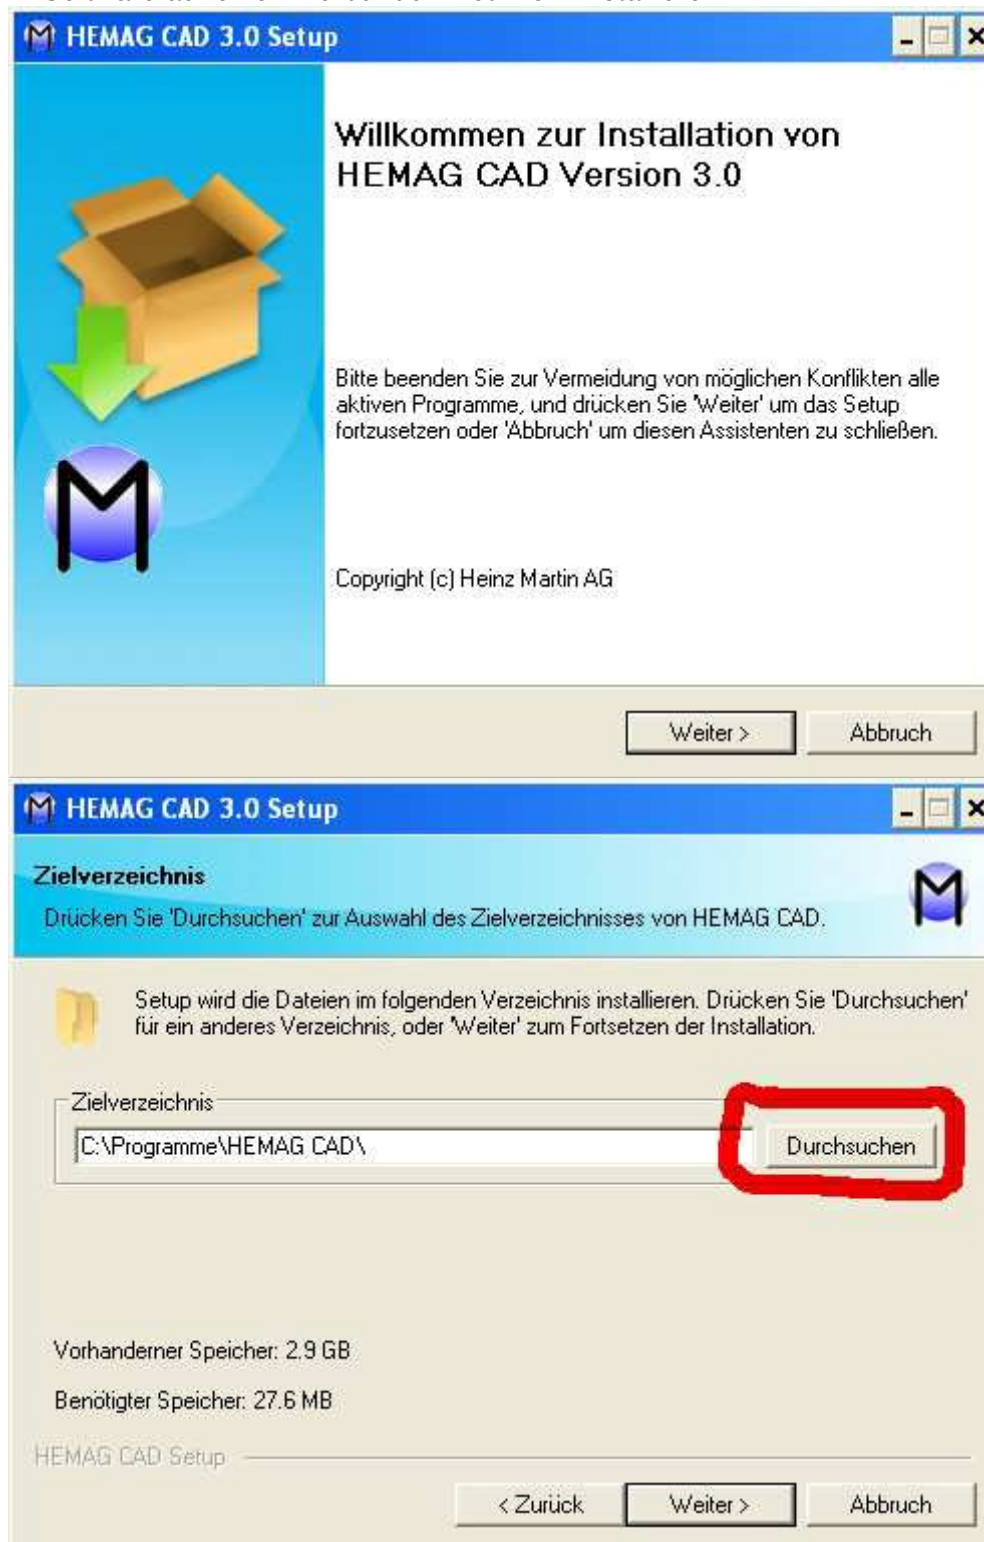 HEMAG CAD 3.0 Setup
Willkommen zur Installation von
HEMAG CAD Version 3.0
Bitte beenden Sie zur Vermeidung von möglichen Konflikten alle
aktiven Programme, und drücken Sie 'Weiter' um das Setup
fortzusetzen oder 'Abbruch' um diesen Assistenten zu schließen.
M
Copyright (c) Heinz Martin AG
Weiter >
Abbruch
HEMAG CAD 3.0 Setup
Zielverzeichnis
Drücken Sie 'Durchsuchen' zur Auswahl des Zielverzeichnisses von HEMAG CAD.
M
Setup wird die Dateien im folgenden Verzeichnis installieren. Drücken Sie 'Durchsuchen'
für ein anderes Verzeichnis, oder 'Weiter' zum Fortsetzen der Installation.
Zielverzeichnis
C:\Programme\HEMAG CAD\
Durchsuchen
Vorhanderner Speicher: 2.9 GB
Benötigter Speicher: 27.6 MB
HEMAG CAD Setup
< Zurück
Weiter >
Abbruch